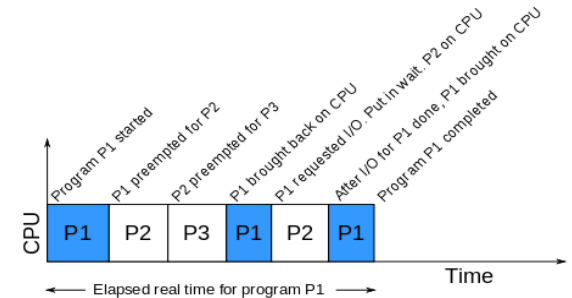 Program P1 started
P1 preempted for P2
P2 preempted for P3
P1 brought back on CPU
P1 requested I/O. Put in wait. P2 on CPU
After I/O for P1 done, P1 brought on CPU
Program P1 completed
CPU
P1 P2 P3 P1 P2 P1
Time
Elapsed real time for program P1